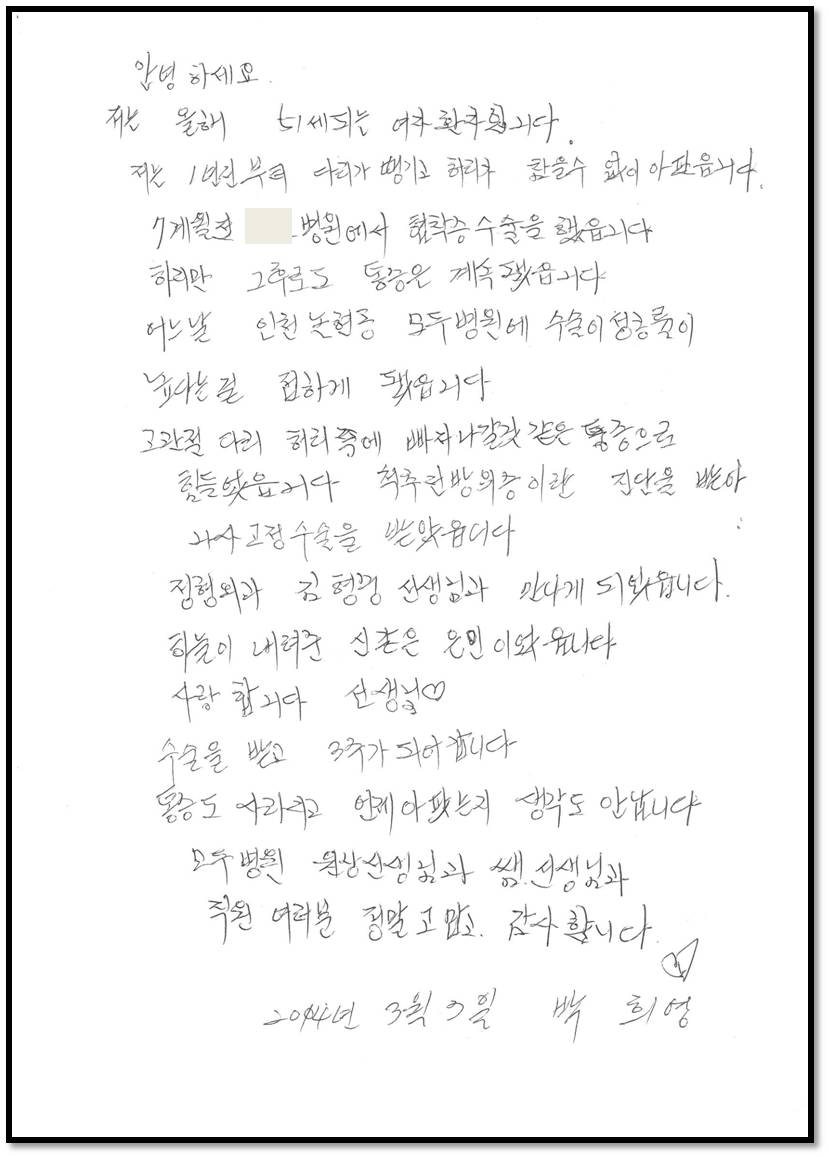 안녕하세요.
저는 올해 51세되는 여자환자입니다.
저는 1년전부터 다리가 땡기고 허리가 참을수 없이 아팠읍니다.
7개월전 병원에서 협착증수술을 했읍니다
하지만 그후로도 통증은 계속됐읍니다
어느날 인천 논현동 모두병원에 수술이 성공률이
높다는걸 접하게 됐읍니다
고관절 다리 허리쪽에 빠져나갈것 같은 통증으로
힘들었읍니다 척추전방위증이란 진단을 받아
나사고정수술을 받았읍니다
정형외과 김형경 선생님과 만나게 되었읍니다.
하늘이 내려준 신촌은 은인이었읍니다
사랑합니다 선생님♡
수술을 받고 3주가 되어갑니다
통증도 사라지고 언제아팠는지 생각도 안납니다
모두병원 원장선생님과 쌤.선생님과
직원 여러분 정말고맙고. 감사합니다.
2014년 3월 3일 박 희영